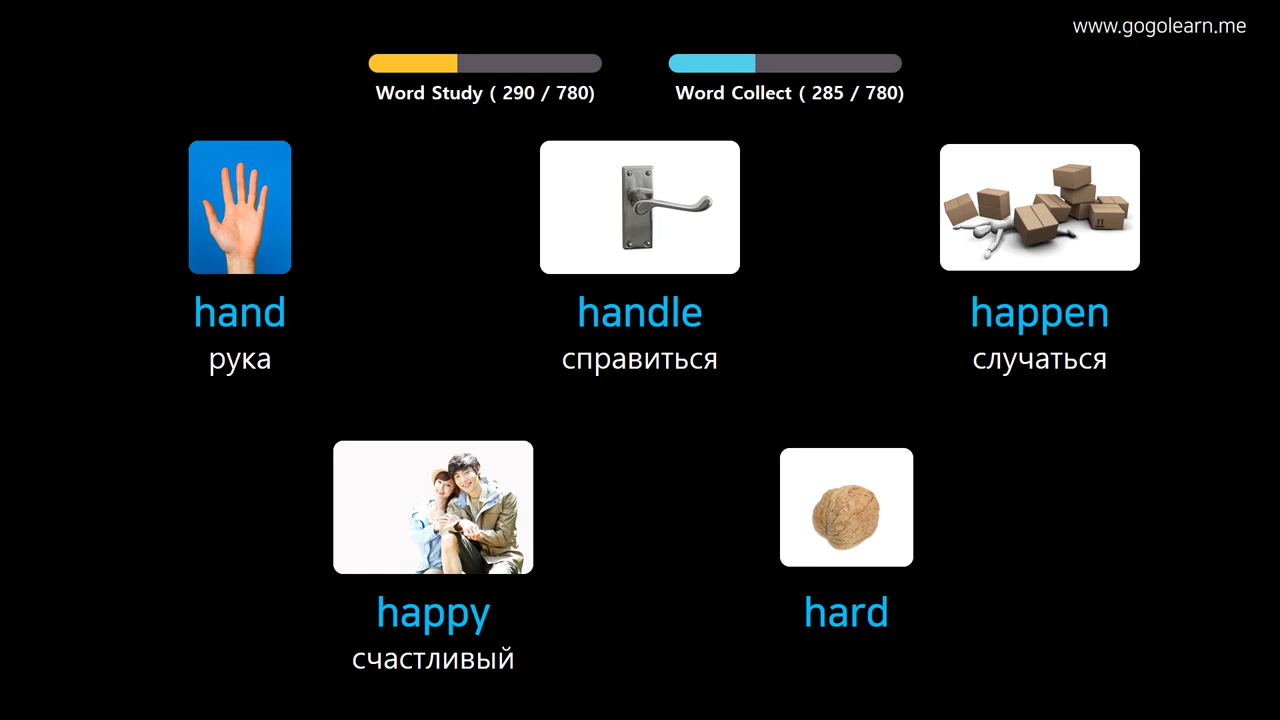 www.gogolearn.me
Word Study ( 290 / 780)
Word Collect ( 285 / 780)
hand
рука
handle
справиться
happen
случаться
happy
счастливый
hard